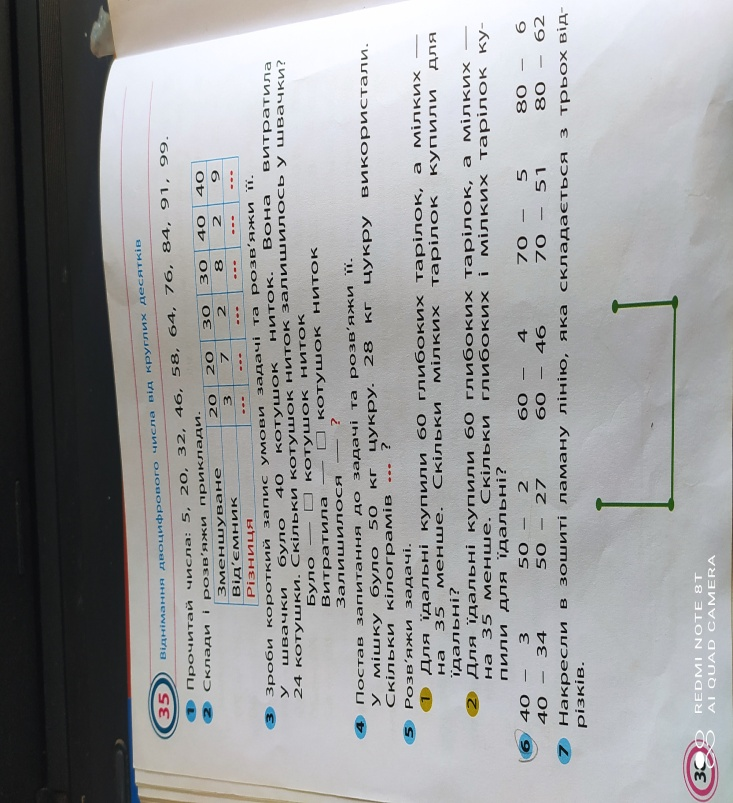 35 Віднімання двоцифрового числа від круглих десятків
1 Прочитай числа: 5, 20, 32, 46, 58, 64, 76, 84, 91, 99.
2 Склади і розв'яжи приклади.
Зменшуване 20 20 30 30 40 40
Від'ємник 3 7 2 8 2 9
Різниця ... ... ... ... ... ...
3 Зроби короткий запис умови задачі та розв'яжи її.
У швачки було 40 котушок ниток. Вона витратила
24 котушки. Скільки котушок ниток залишилось у швачки?
Було — □ котушок ниток
Витратила — □ котушок ниток
Залишилося — ?
4 Постав запитання до задачі та розв'яжи її.
У мішку було 50 кг цукру. 28 кг цукру використали.
Скільки кілограмів ... ?
5 Розв'яжи задачі.
1 Для їдальні купили 60 глибоких тарілок, а мілких —
на 35 менше. Скільки мілких тарілок купили для
їдальні?
2 Для їдальні купили 60 глибоких тарілок, а мілких —
на 35 менше. Скільки глибоких і мілких тарілок ку-
пили для їдальні?
6 40 — 3 50 — 2 60 — 4 70 — 5 80 — 6
40 — 34 50 — 27 60 — 46 70 — 51 80 — 62
7 Накресли в зошиті ламану лінію, яка складається з трьох від-
різків.
REDMI NOTE 8T
AI QUAD CAMERA